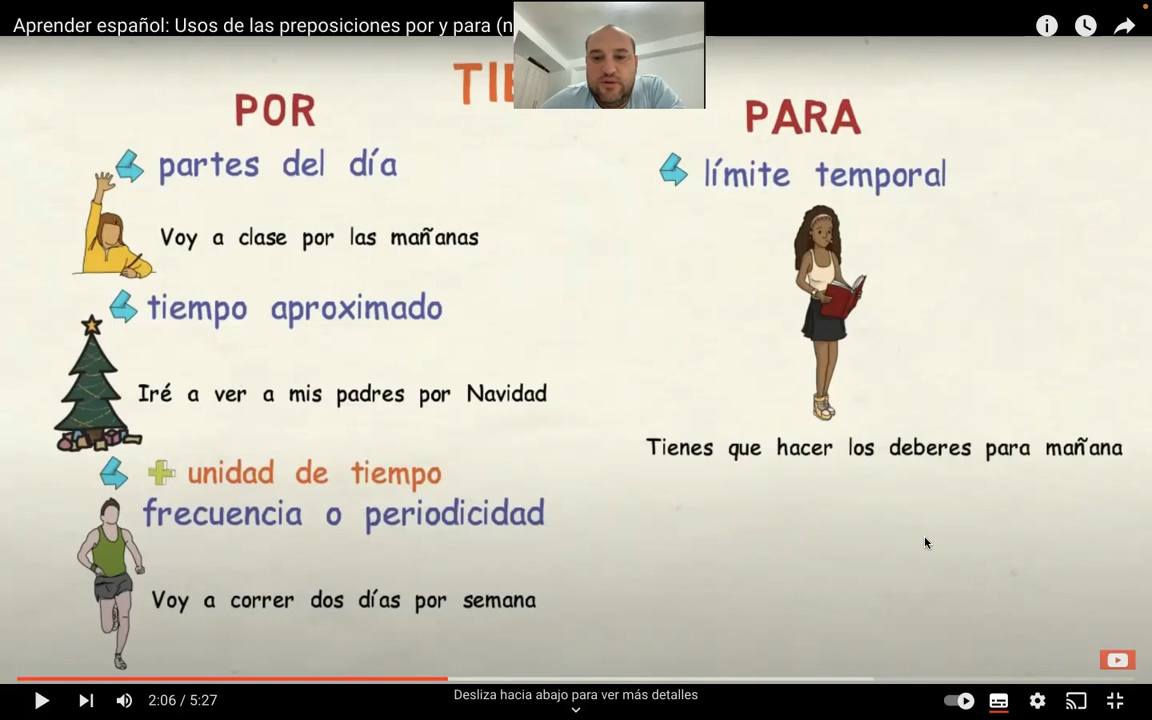 Aprender español: Usos de las preposiciones por y para (n
TIE
POR
PARA
partes del día
límite temporal
Voy a clase por las mañanas
tiempo aproximado
Iré a ver a mis padres por Navidad
Tienes que hacer los deberes para mañana
+ unidad de tiempo
frecuencia o periodicidad
Voy a correr dos días por semana
2:06 / 5:27
Desliza hacia abajo para ver más detalles